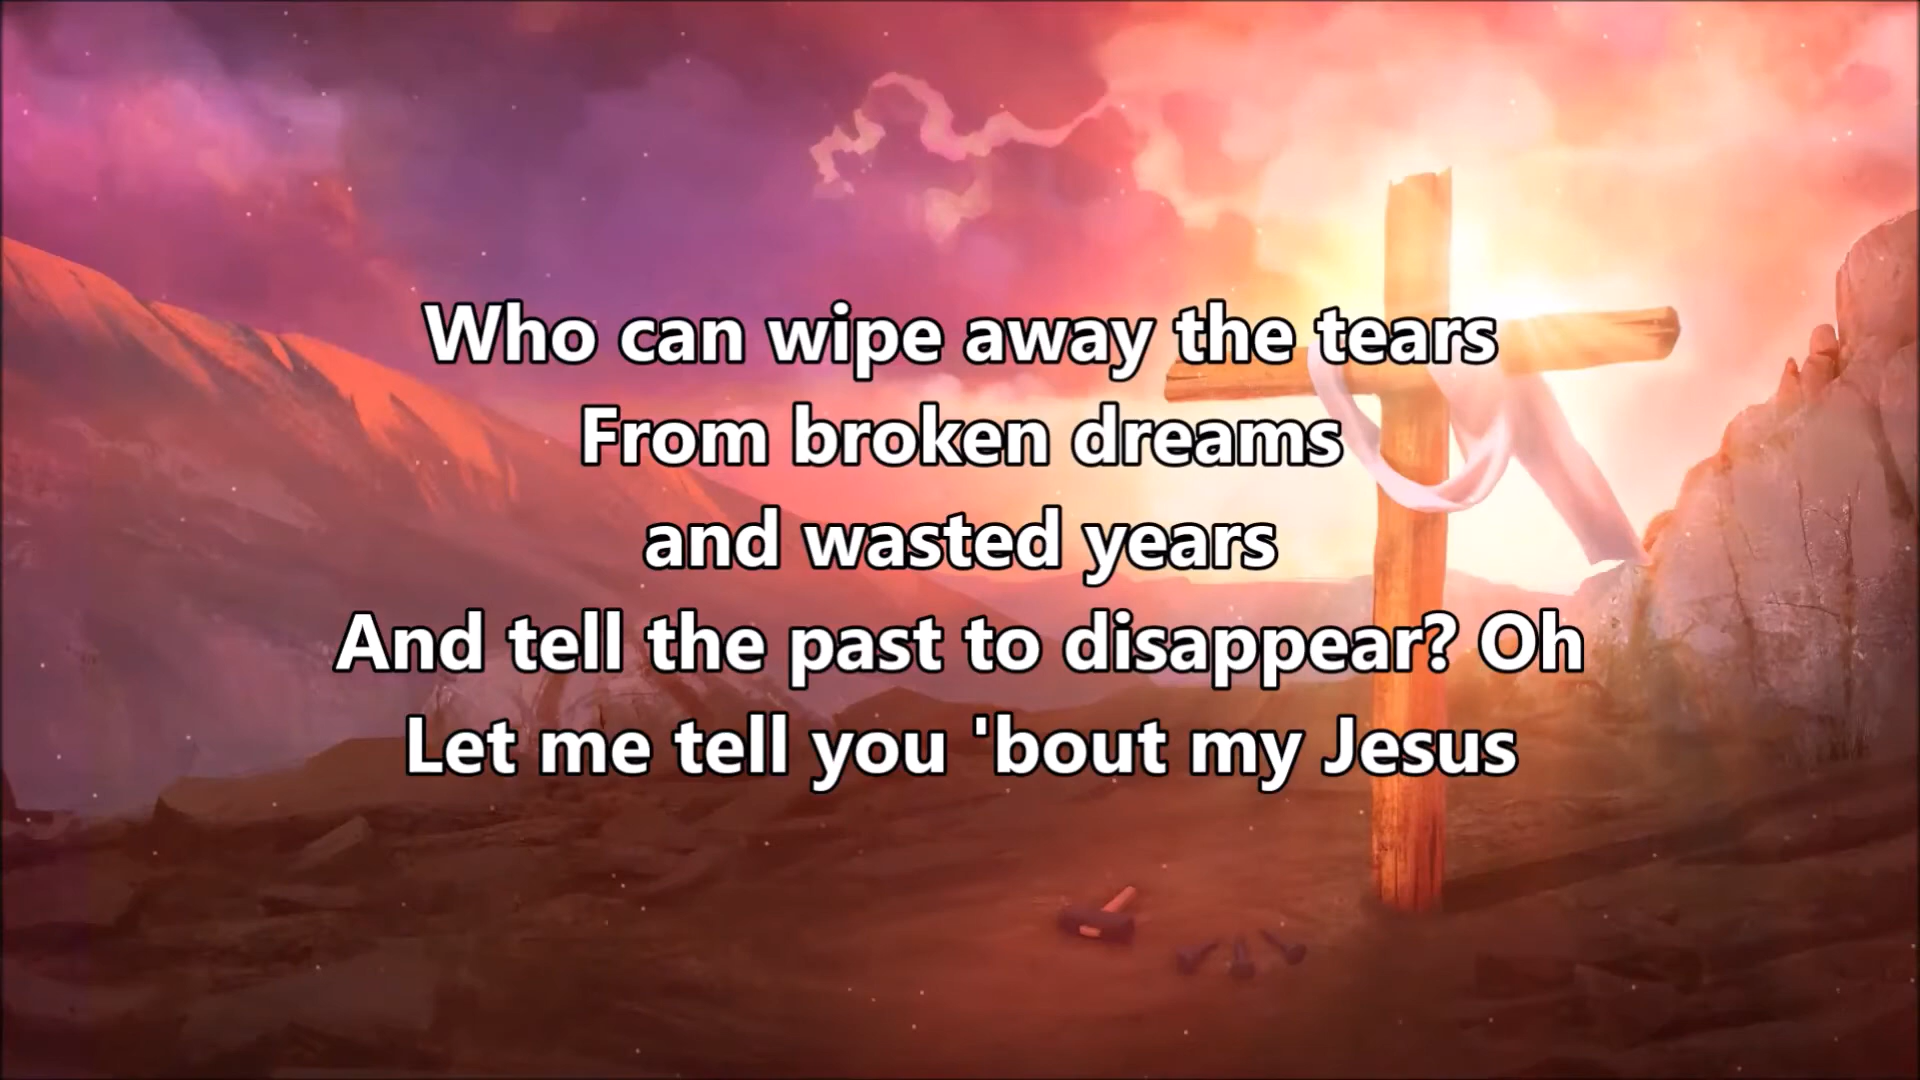 Who can wipe away the tears
From broken dreams
and wasted years
And tell the past to disappear? Oh
Let me tell you 'bout my Jesus